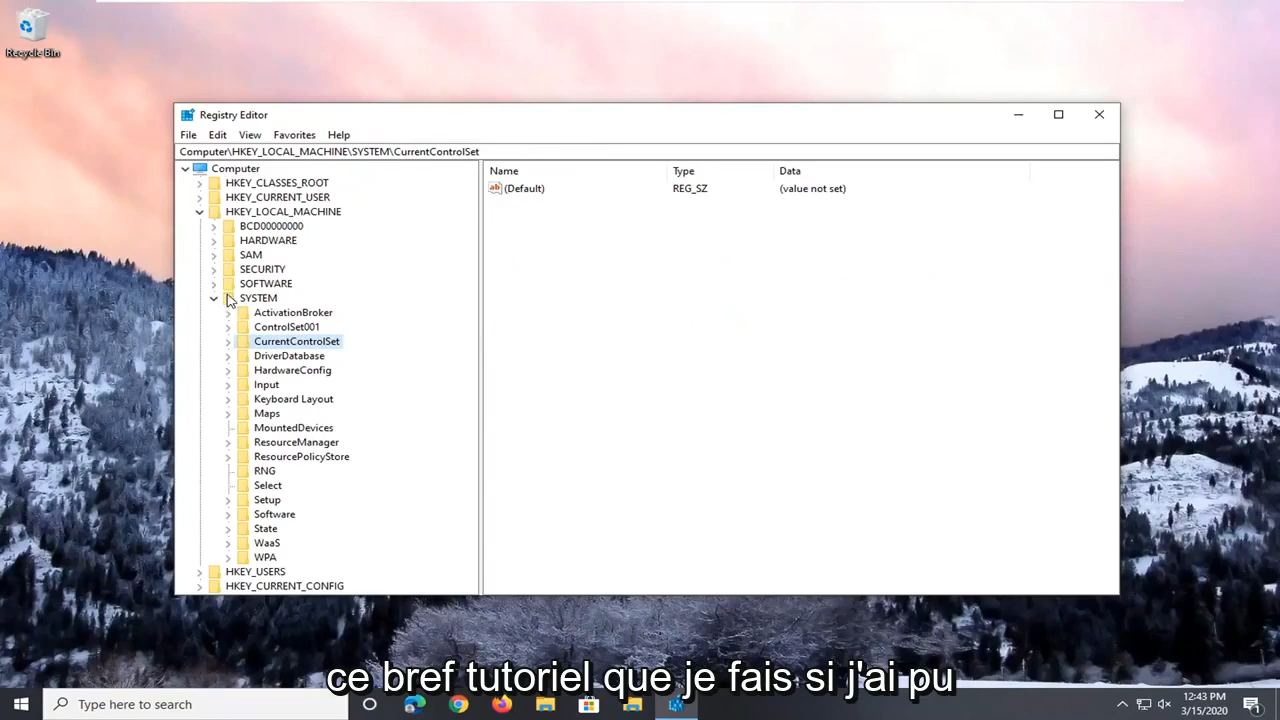 Recycle Bin
Registry Editor
File Edit View Favorites Help
Computer\HKEY_LOCAL_MACHINE\SYSTEM\CurrentControlSet
Computer
HKEY_CLASSES_ROOT
HKEY_CURRENT_USER
HKEY_LOCAL_MACHINE
BCD00000000
HARDWARE
SAM
SECURITY
SOFTWARE
SYSTEM
ActivationBroker
ControlSet001
CurrentControlSet
DriverDatabase
HardwareConfig
Input
Keyboard Layout
Maps
MountedDevices
ResourceManager
ResourcePolicyStore
RNG
Select
Setup
Software
State
WaaS
WPA
HKEY_USERS
HKEY_CURRENT_CONFIG
Name Type Data
ab (Default) REG_SZ (value not set)
ce bref tutoriel que je fais si j'ai pu
Type here to search
12:43 PM
3/15/2020
1